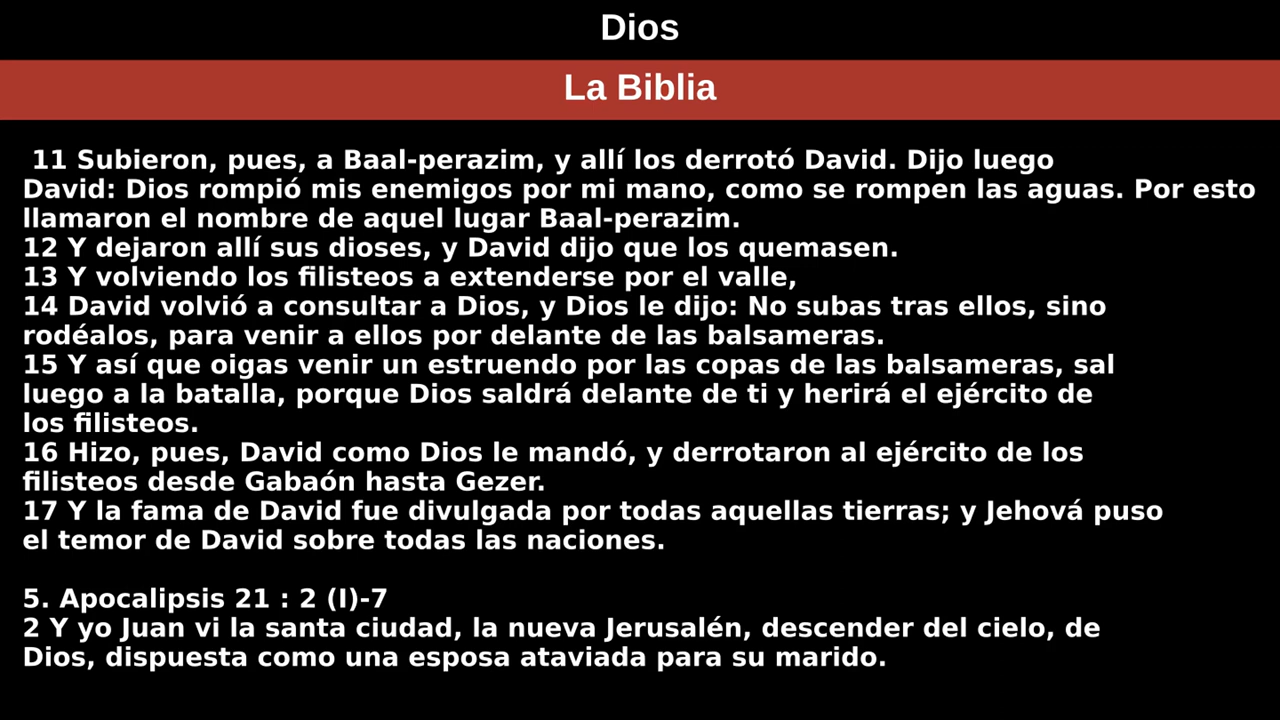 Dios
La Biblia
11 Subieron, pues, a Baal-perazim, y allí los derrotó David. Dijo luego
David: Dios rompió mis enemigos por mi mano, como se rompen las aguas. Por esto
llamaron el nombre de aquel lugar Baal-perazim.
12 Y dejaron allí sus dioses, y David dijo que los quemasen.
13 Y volviendo los filisteos a extenderse por el valle,
14 David volvió a consultar a Dios, y Dios le dijo: No subas tras ellos, sino
rodéalos, para venir a ellos por delante de las balsameras.
15 Y así que oigas venir un estruendo por las copas de las balsameras, sal
luego a la batalla, porque Dios saldrá delante de ti y herirá el ejército de
los filisteos.
16 Hizo, pues, David como Dios le mandó, y derrotaron al ejército de los
filisteos desde Gabaón hasta Gezer.
17 Y la fama de David fue divulgada por todas aquellas tierras; y Jehová puso
el temor de David sobre todas las naciones.
5. Apocalipsis 21 : 2 (I)-7
2 Y yo Juan vi la santa ciudad, la nueva Jerusalén, descender del cielo, de
Dios, dispuesta como una esposa ataviada para su marido.